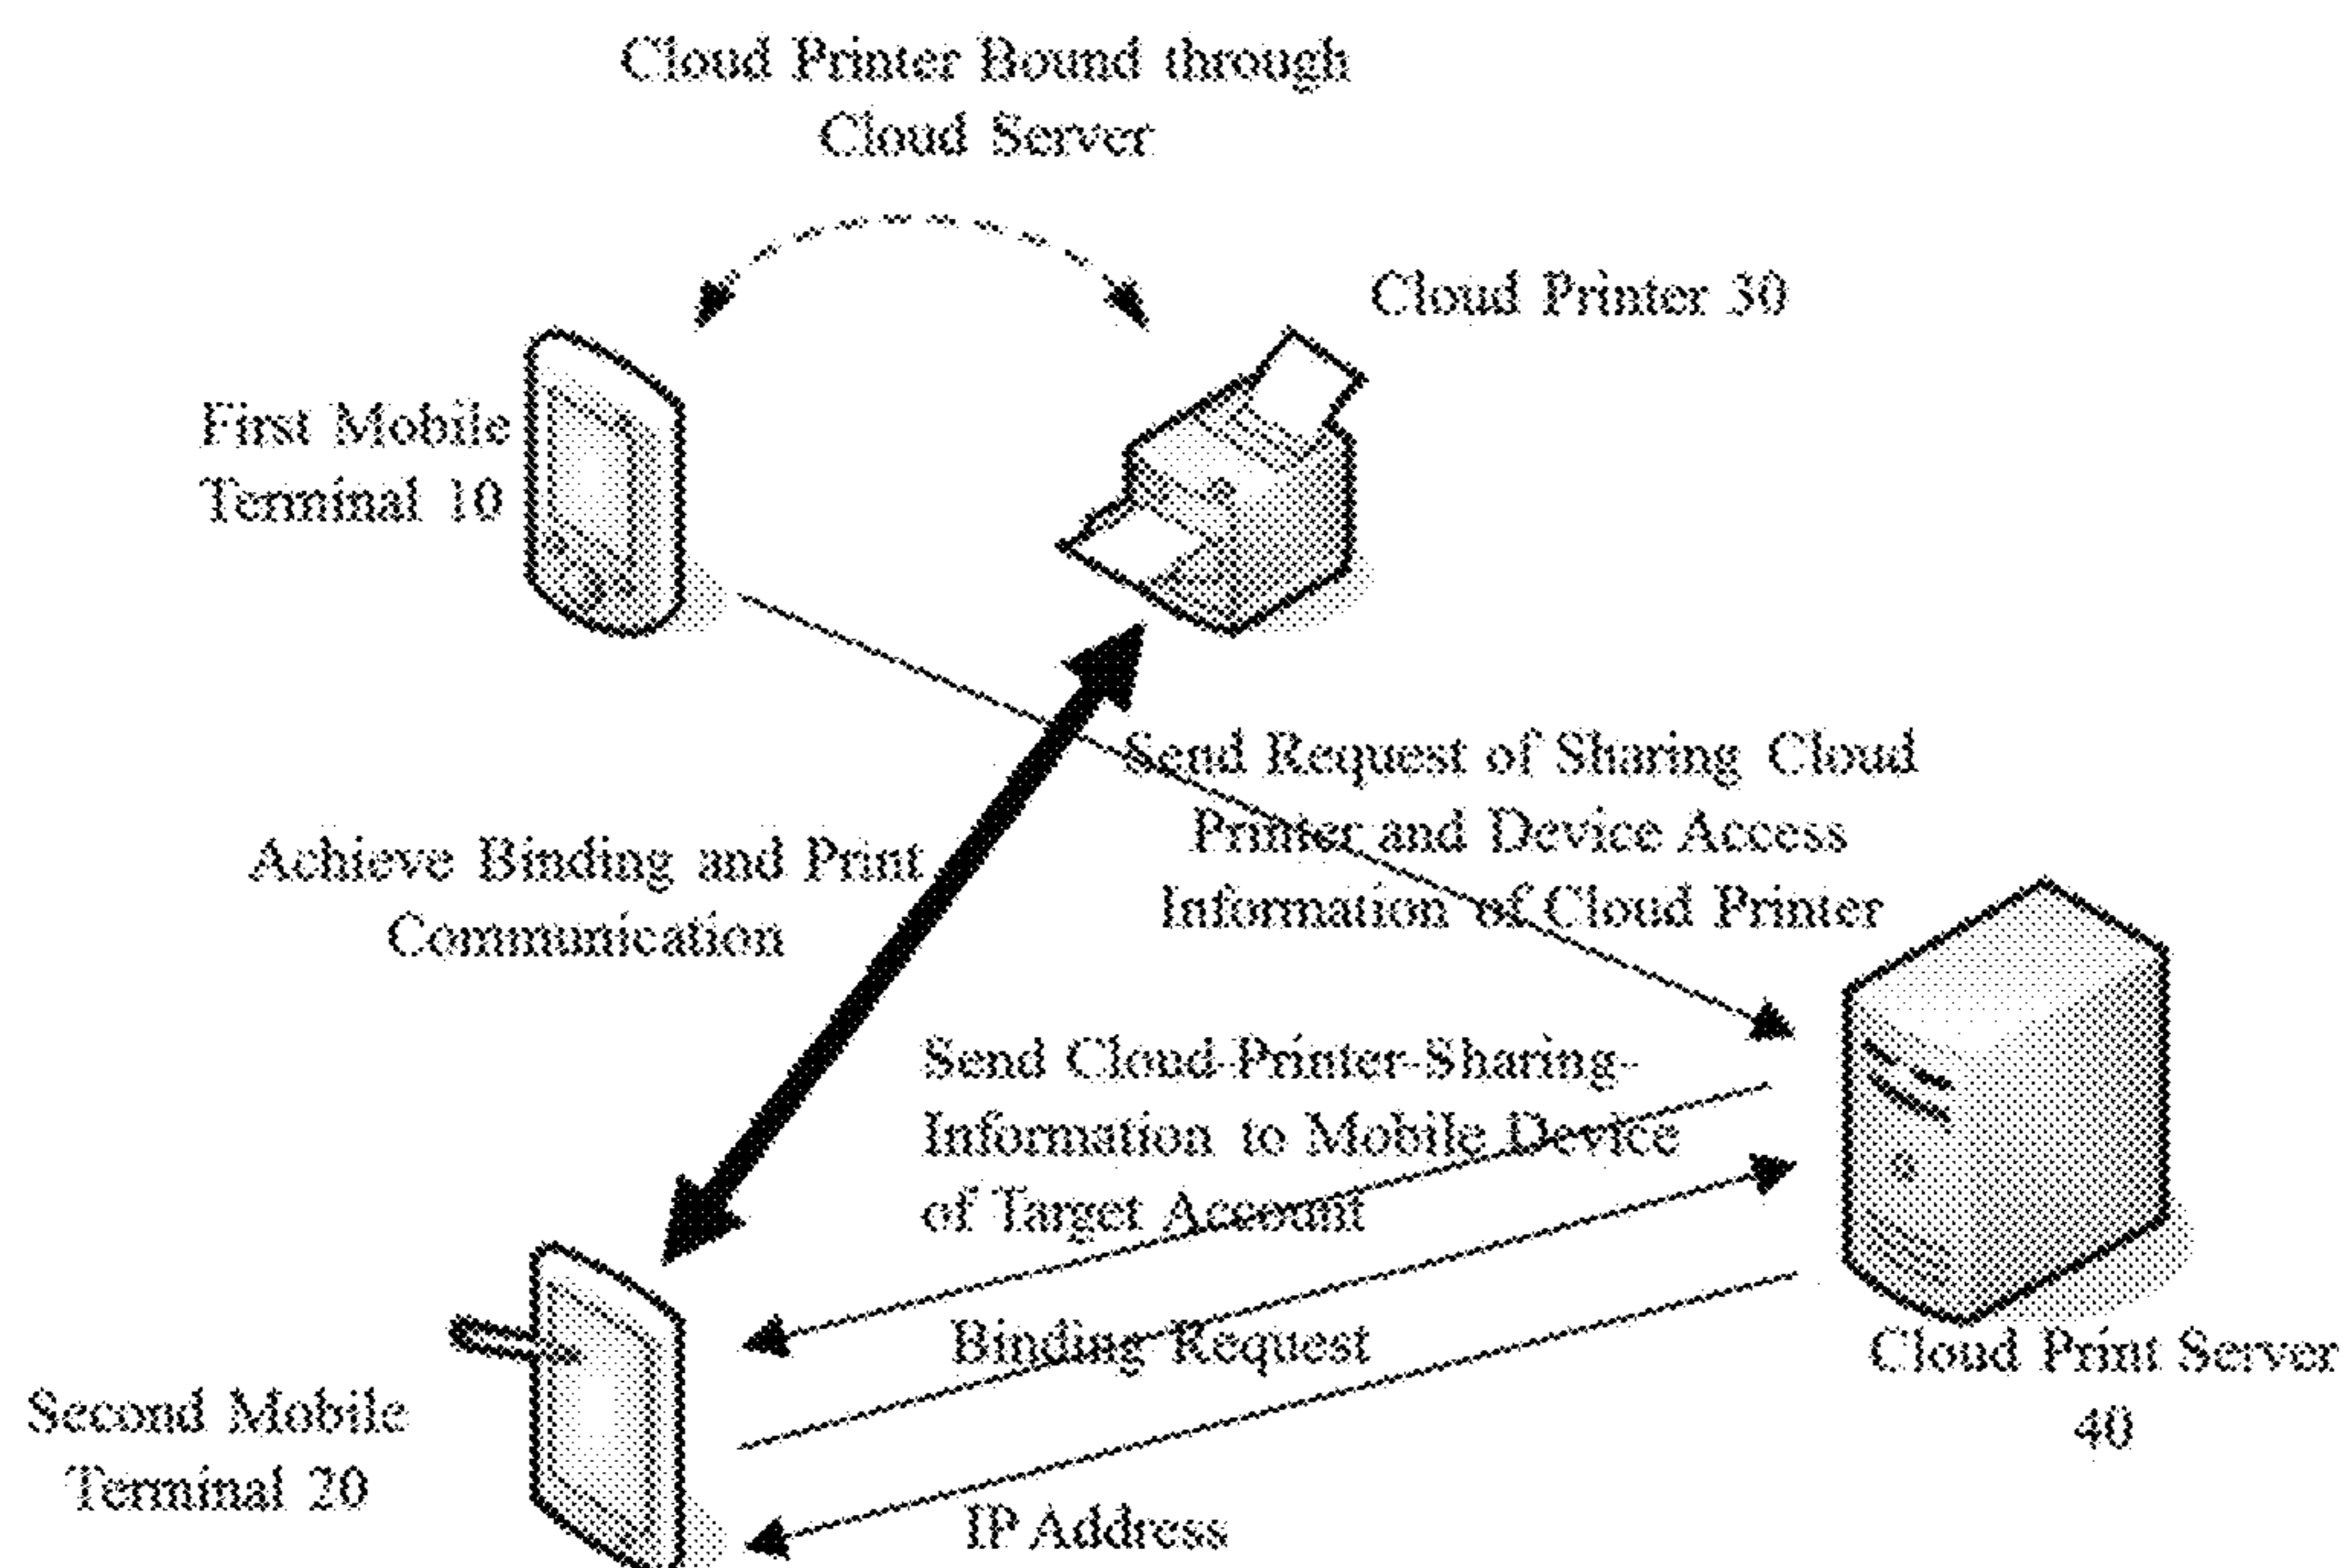 Cloud Printer Bound through
Cloud Server
Cloud Printer 30
First Mobile
Terminal 10
Send Request of Sharing Cloud
Printer and Device Access
Information of Cloud Printer
Achieve Binding and Print
Communication
Send Cloud-Printer-Sharing-
Information to Mobile Device
of Target Account
Binding Request
Cloud Print Server
40
Second Mobile
Terminal 20
IP Address